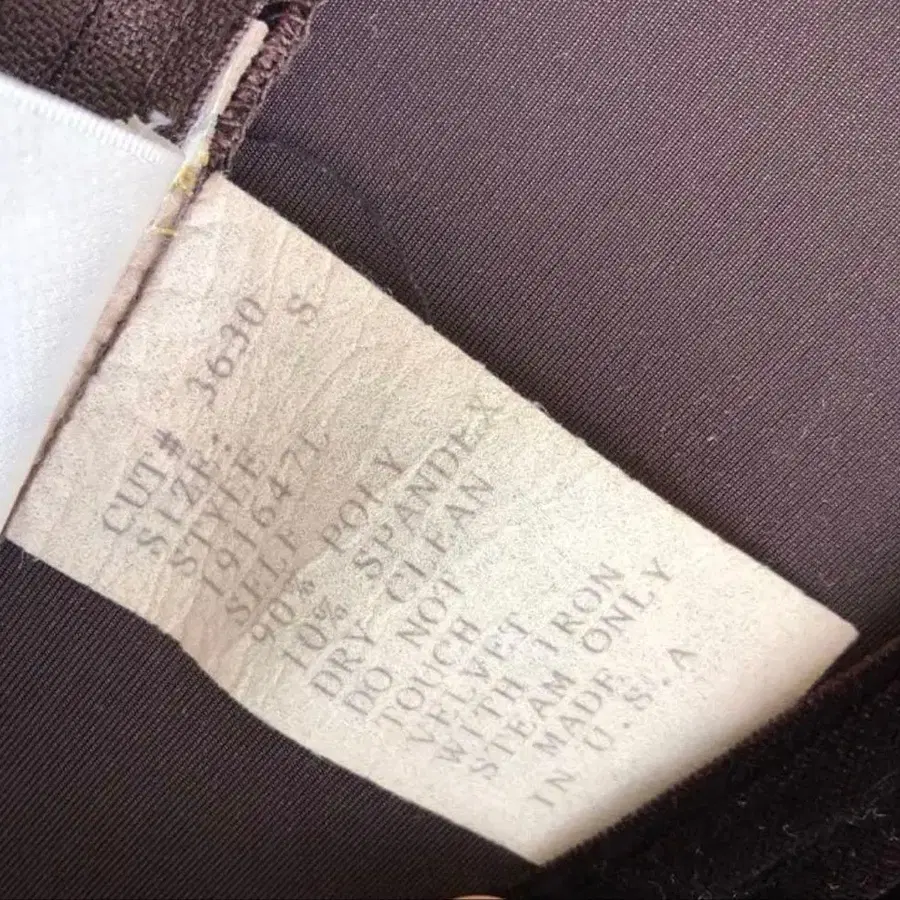 CUT# 3630
SIZE: S
STYLE
191647L
SELF
90% POLY
10% SPANDEX
DRY CLEAN
DO NOT
TOUCH
VELVET
WITH IRON
STEAM ONLY
MADE
IN U.S.A